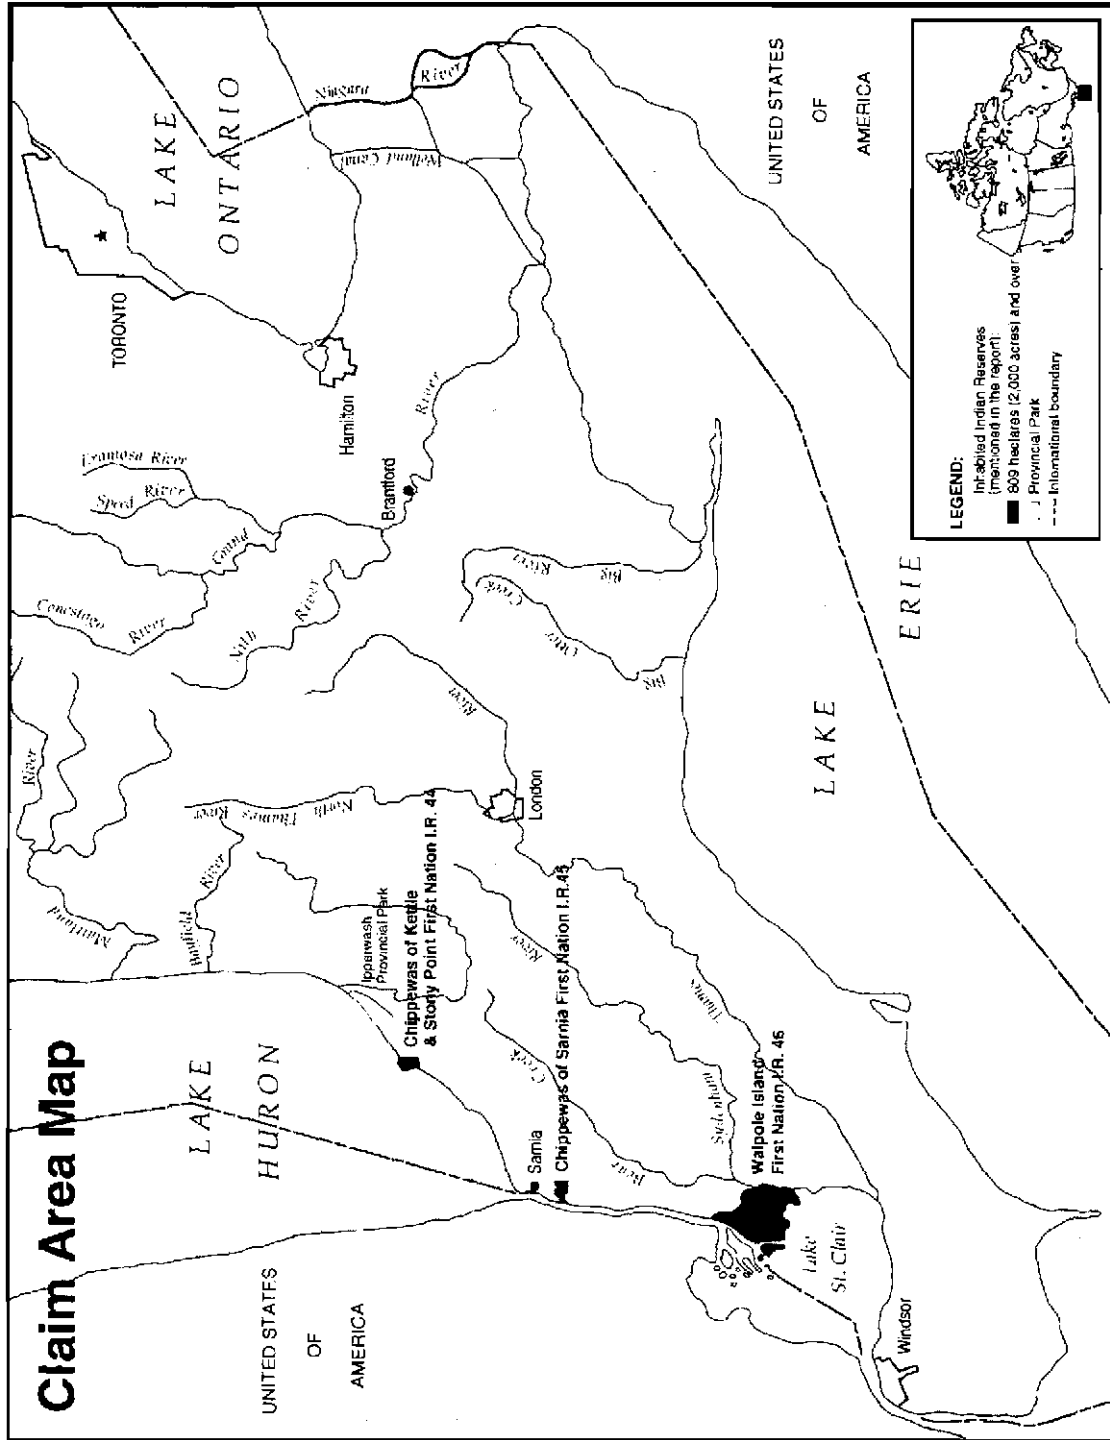 Claim Area Map
LAKE
HURON
UNITED STATES
OF
AMERICA
Maitland
River
Bayfield
River
Conestogo
River
Grand
Speed River
Eramosa River
Nith
River
TORONTO
LAKE
ONTARIO
Hamilton
Brantford
River
Niagara
River
Welland Canal
UNITED STATES
OF
AMERICA
North Thames River
River
London
Ipperwash
Provincial Park
Chippewas of Kettle
& Stony Point First Nation I.R. 44
Sarnia
Chippewas of Sarnia First Nation I.R.45
Bear
Creek
Sydenham
River
Thames
Walpole Island
First Nation I.R. 46
Lake
St. Clair
Windsor
Big
Otter
Creek
Big
River
LAKE
ERIE
LEGEND:
Inhabited Indian Reserves
(mentioned in the report):
809 hectares (2,000 acres) and over
Provincial Park
International boundary